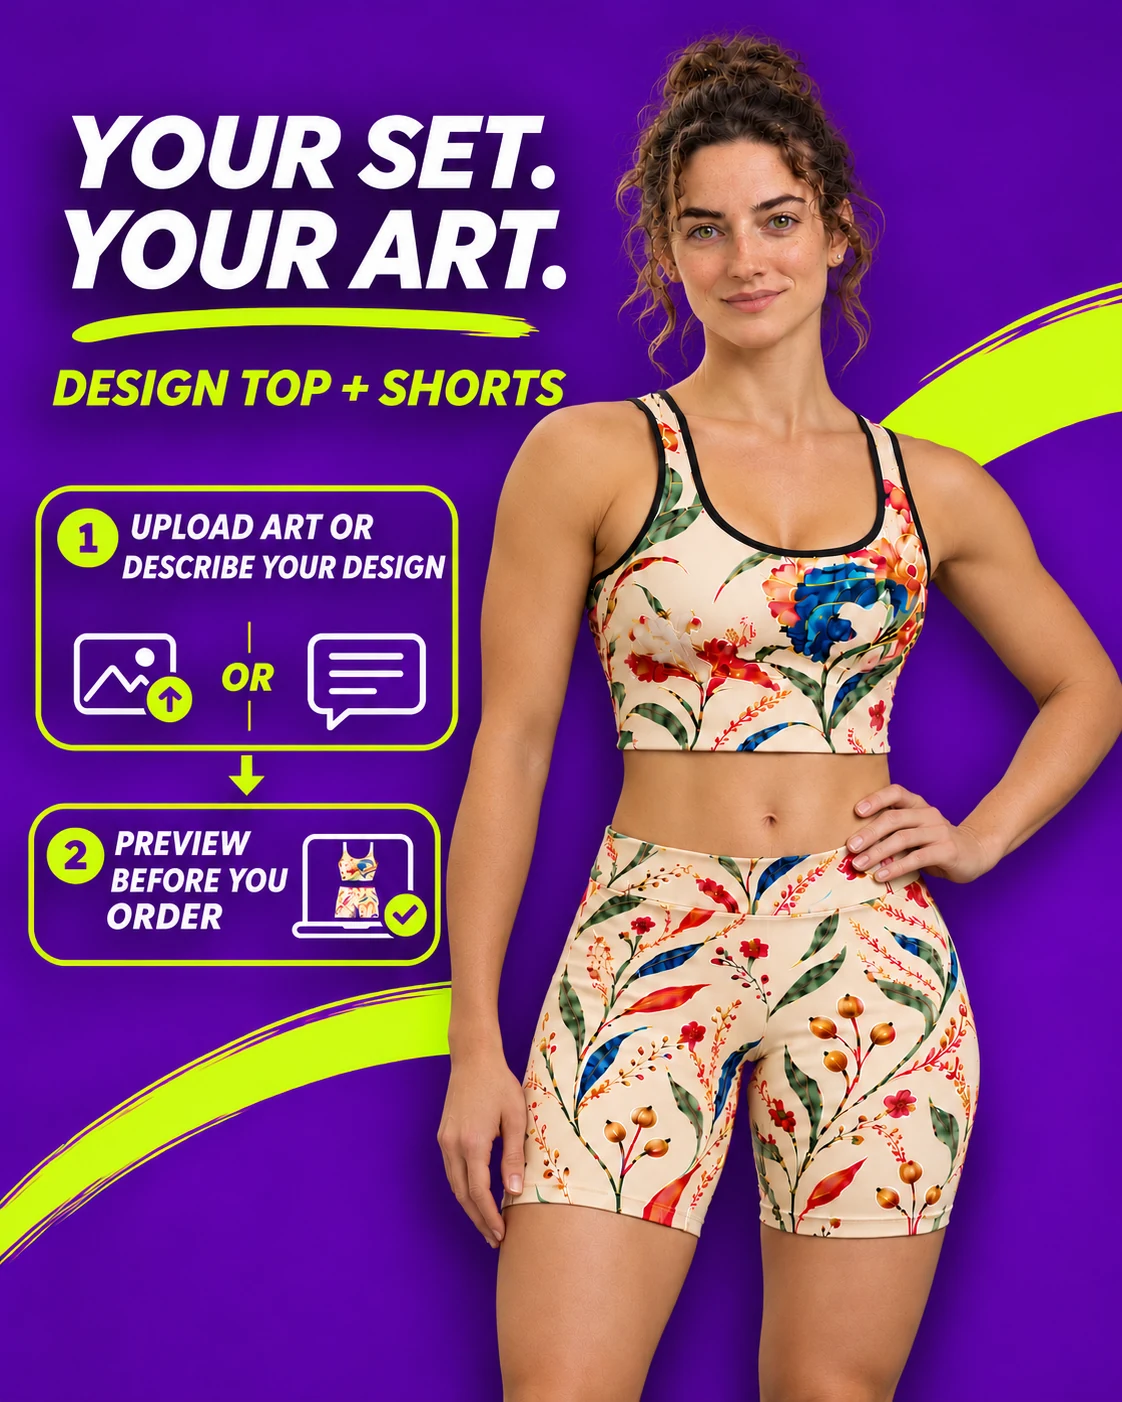 YOUR SET.
YOUR ART.
DESIGN TOP + SHORTS
1
UPLOAD ART OR
DESCRIBE YOUR DESIGN
OR
2
PREVIEW
BEFORE YOU
ORDER